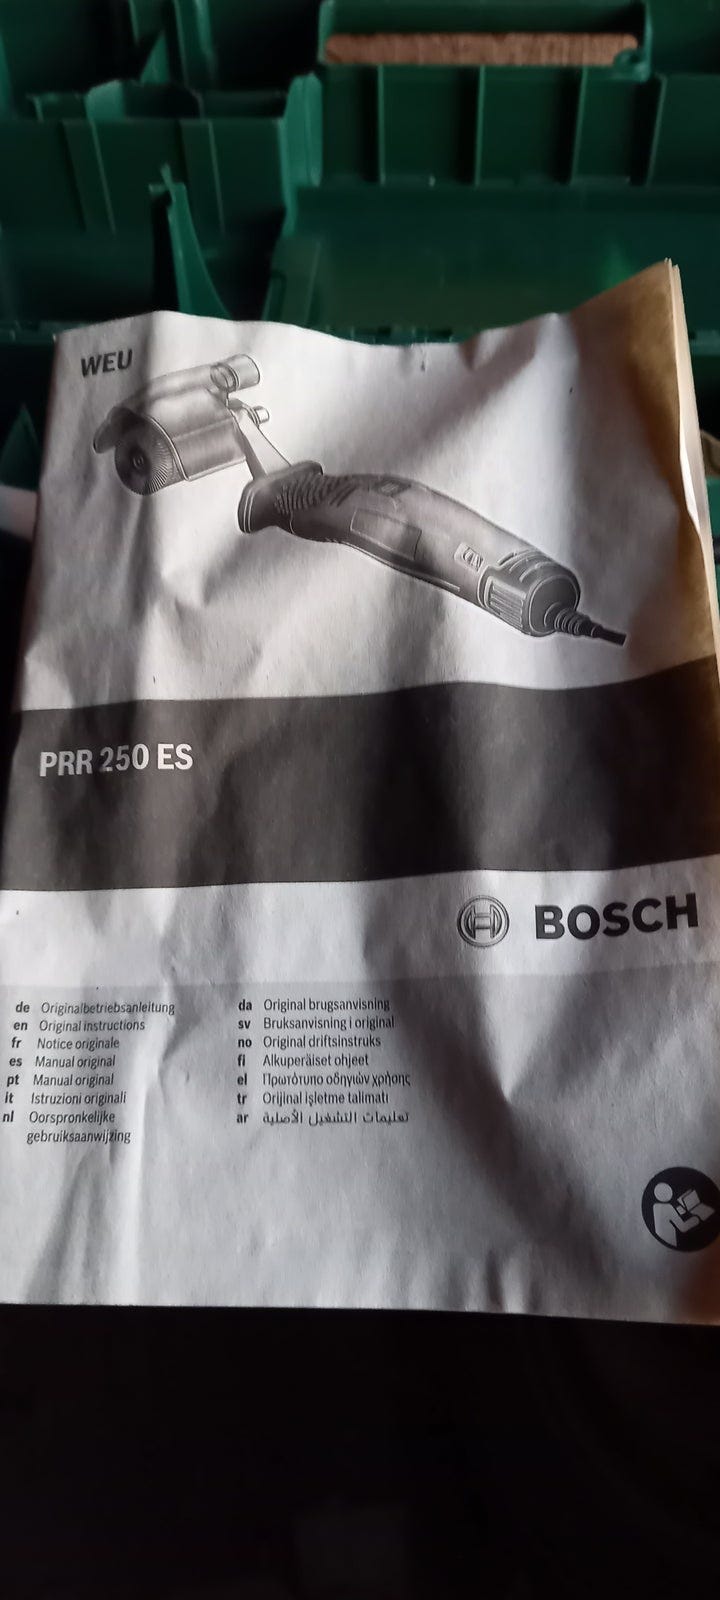 WEU
PRR 250 ES
BOSCH
de Originalbetriebsanleitung
en Original instructions
fr Notice originale
es Manual original
pt Manual original
it Istruzioni originali
nl Oorspronkelijke
gebruiksaanwijzing
da Original brugsanvisning
sv Bruksanvisning i original
no Original driftsinstruks
fi Alkuperäiset ohjeet
el Πρωτότυπο οδηγιών χρήσης
tr Orijinal işletme talimatı
ar تعليمات التشغيل الأصلية